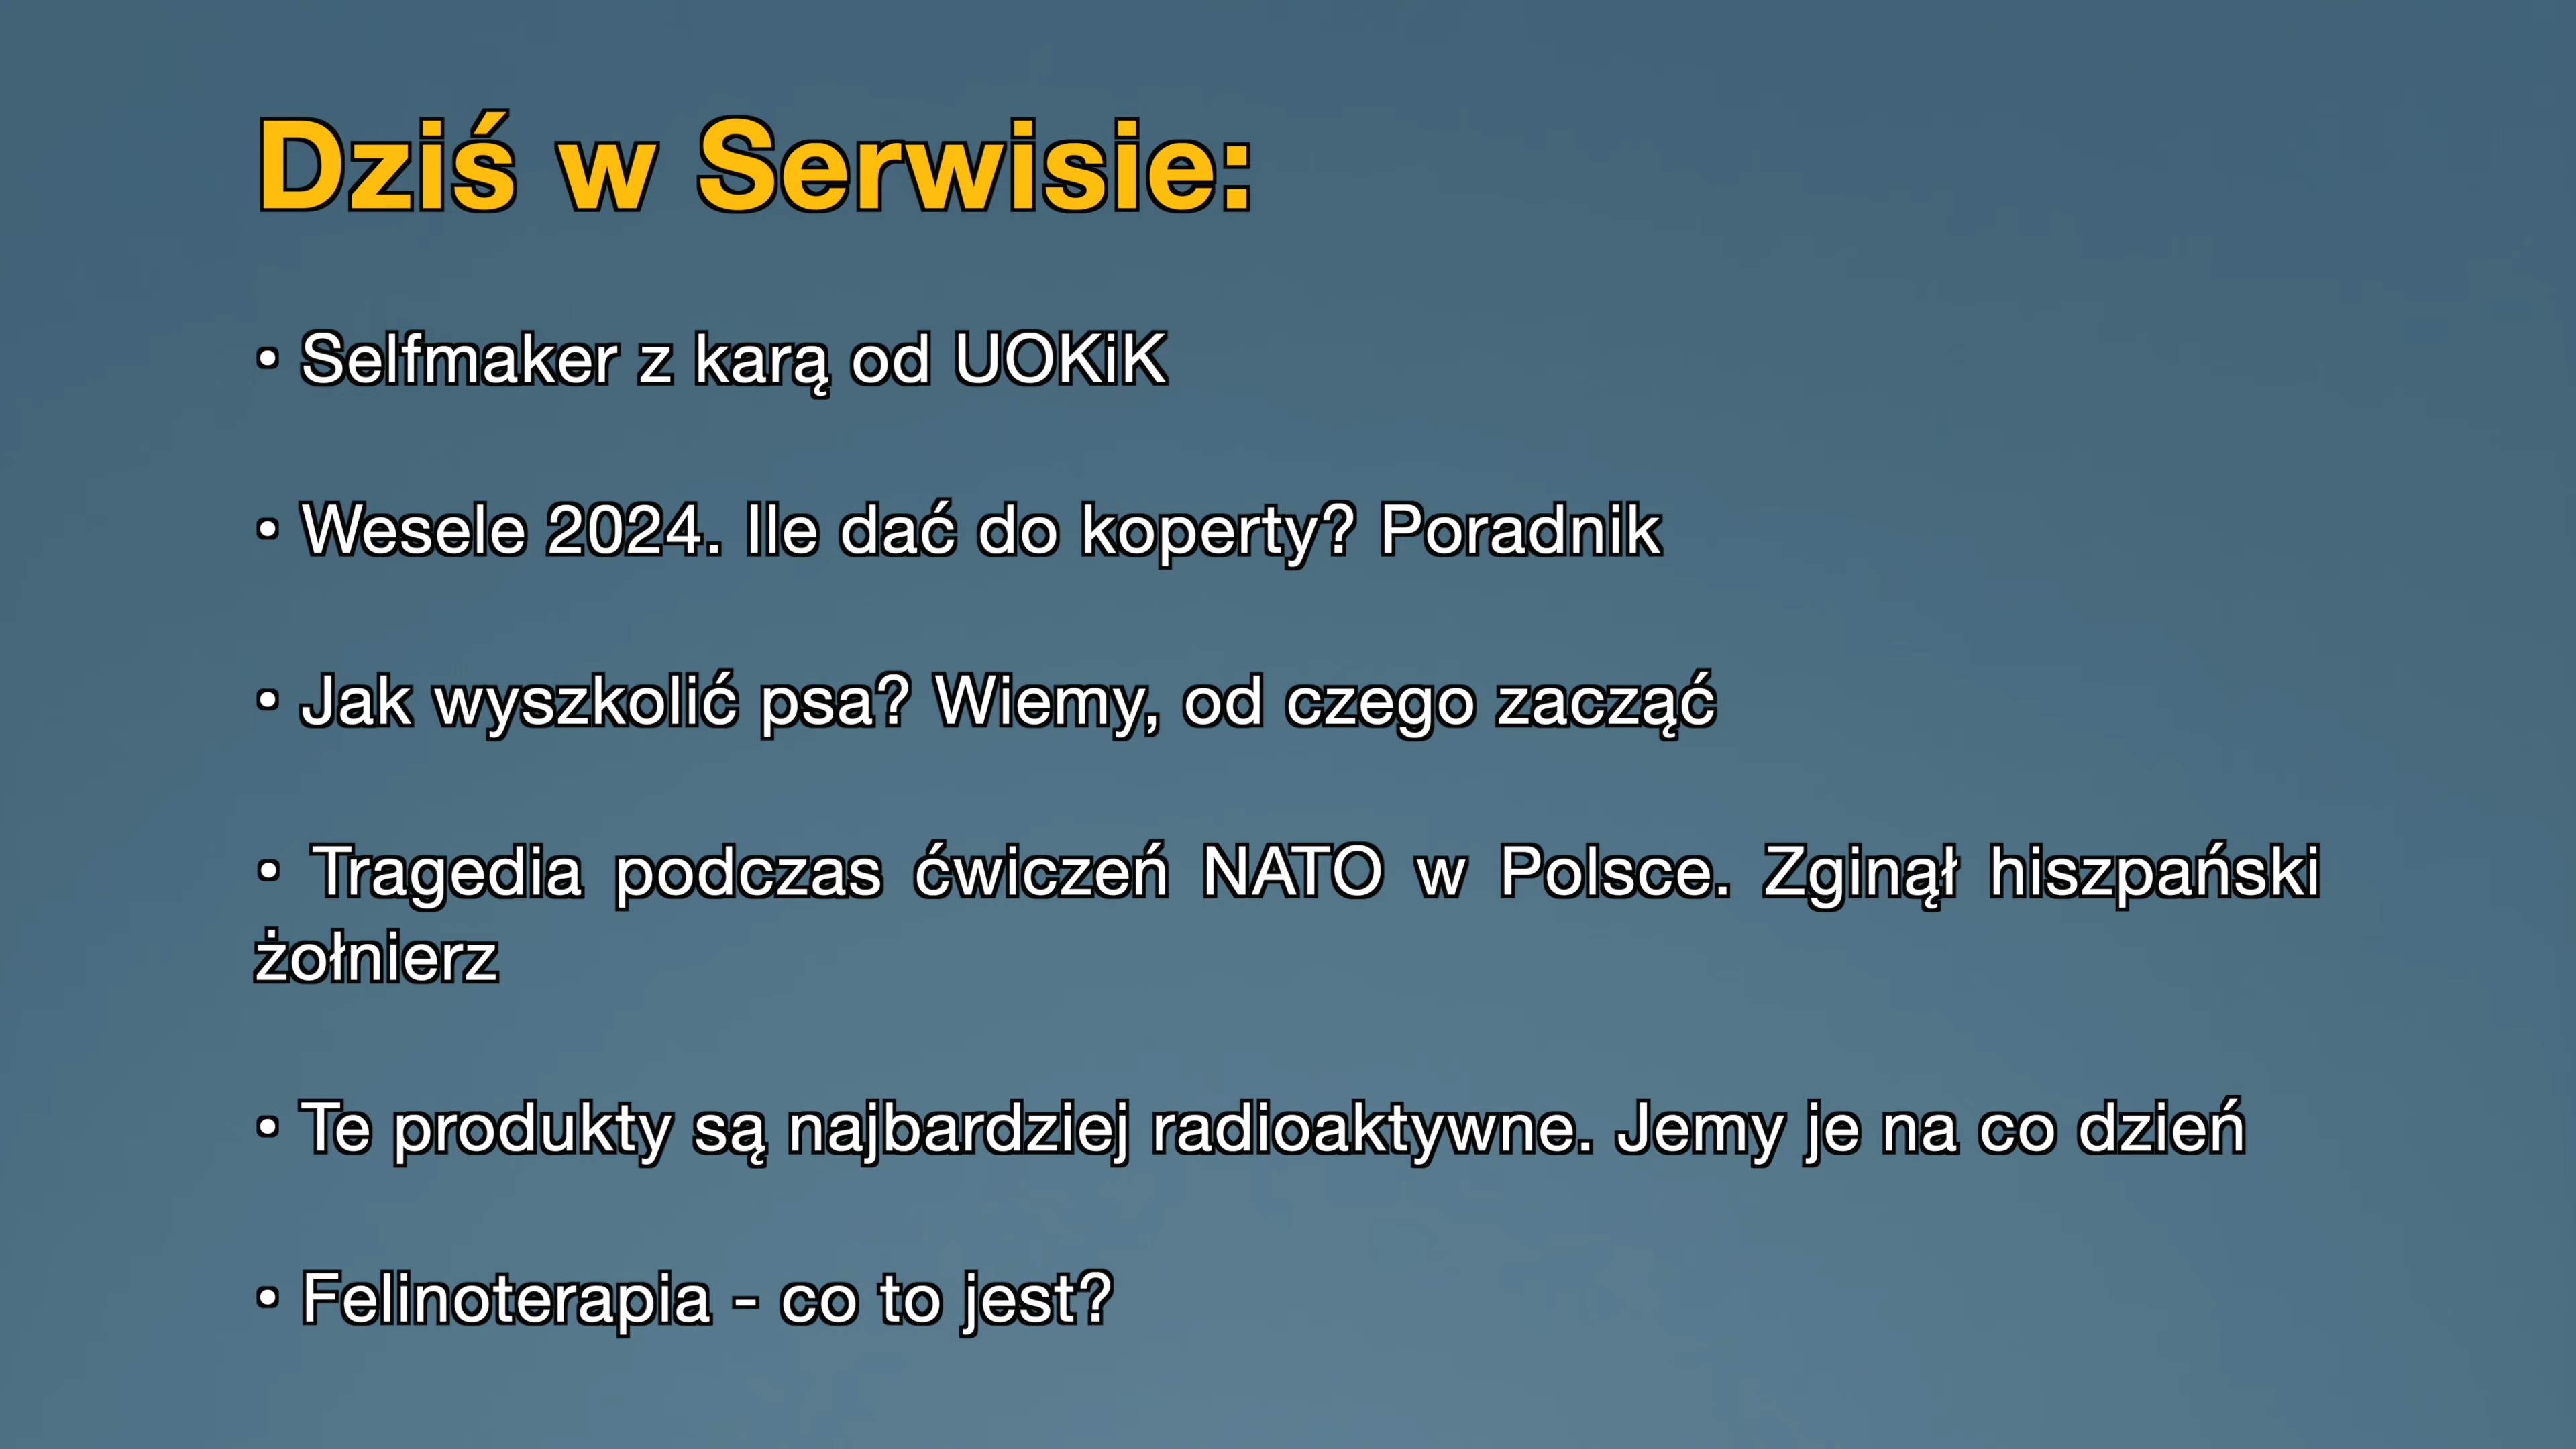 Dziś w Serwisie:
• Selfmaker z karą od UOKiK
• Wesele 2024. Ile dać do koperty? Poradnik
• Jak wyszkolić psa? Wiemy, od czego zacząć
• Tragedia podczas ćwiczeń NATO w Polsce. Zginął hiszpański
żołnierz
• Te produkty są najbardziej radioaktywne. Jemy je na co dzień
• Felinoterapia - co to jest?